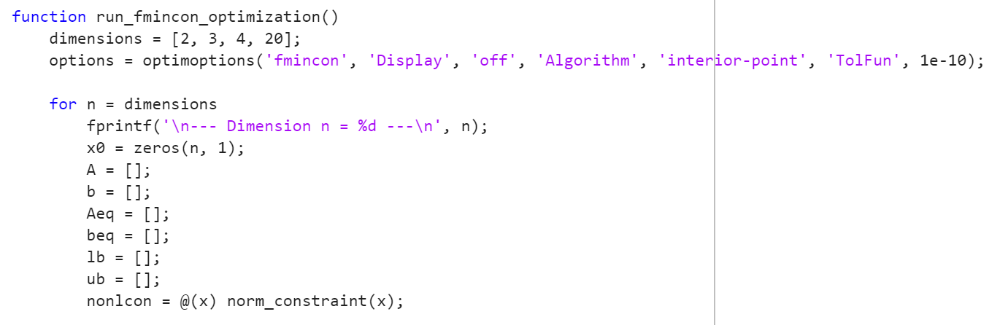 function run_fmincon_optimization()
    dimensions = [2, 3, 4, 20];
    options = optimoptions('fmincon', 'Display', 'off', 'Algorithm', 'interior-point', 'TolFun', 1e-10);

    for n = dimensions
        fprintf('\n--- Dimension n = %d ---\n', n);
        x0 = zeros(n, 1);
        A = [];
        b = [];
        Aeq = [];
        beq = [];
        lb = [];
        ub = [];
        nonlcon = @(x) norm_constraint(x);